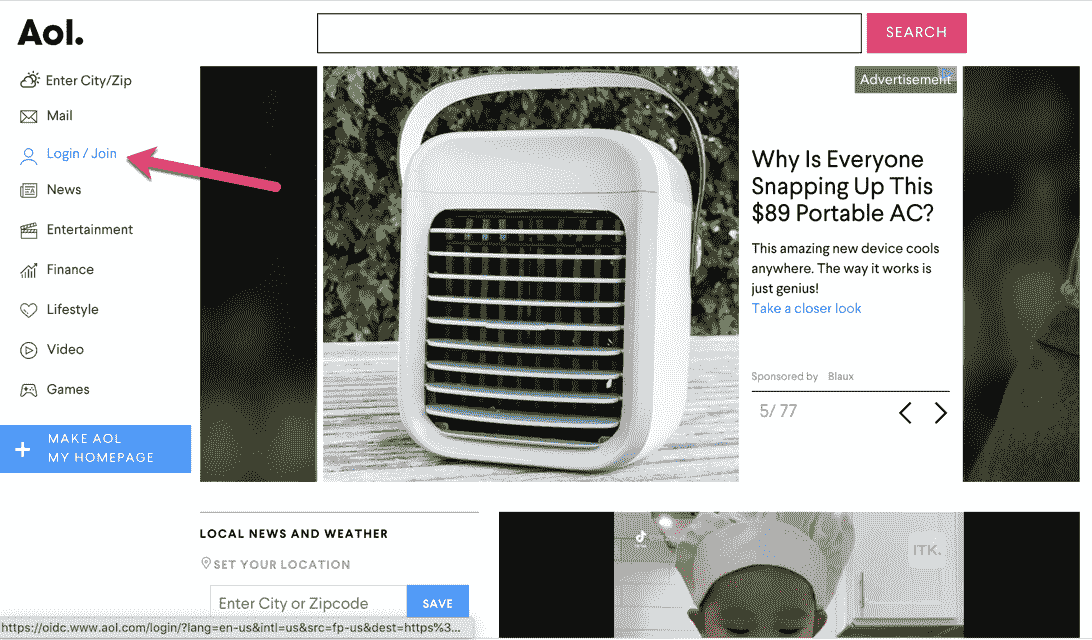 Aol.
SEARCH
Enter City/Zip
Mail
Login / Join
News
Entertainment
Finance
Lifestyle
Video
Games
MAKE AOL
MY HOMEPAGE
Advertisement
Why Is Everyone
Snapping Up This
$89 Portable AC?
This amazing new device cools
anywhere. The way it works is
just genius!
Take a closer look
Sponsored by Blaux
5/ 77
LOCAL NEWS AND WEATHER
SET YOUR LOCATION
Enter City or Zipcode
SAVE
ITK.
https://oidc.www.aol.com/login/?lang=en-us&intl=us&src=fp-us&dest=https%3...